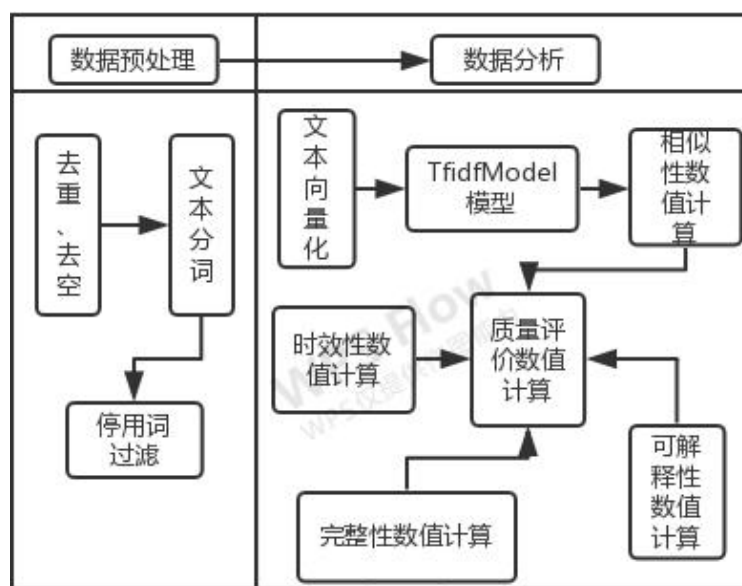 数据预处理
数据分析
去
重
、
去
空
文
本
分
词
停用词
过滤
文
本
向
量
化
TfidfModel
模型
相似
性数
值计
算
时效性数
值计算
质量评
价数值
计算
完整性数值计算
可解
释性
数值
计算